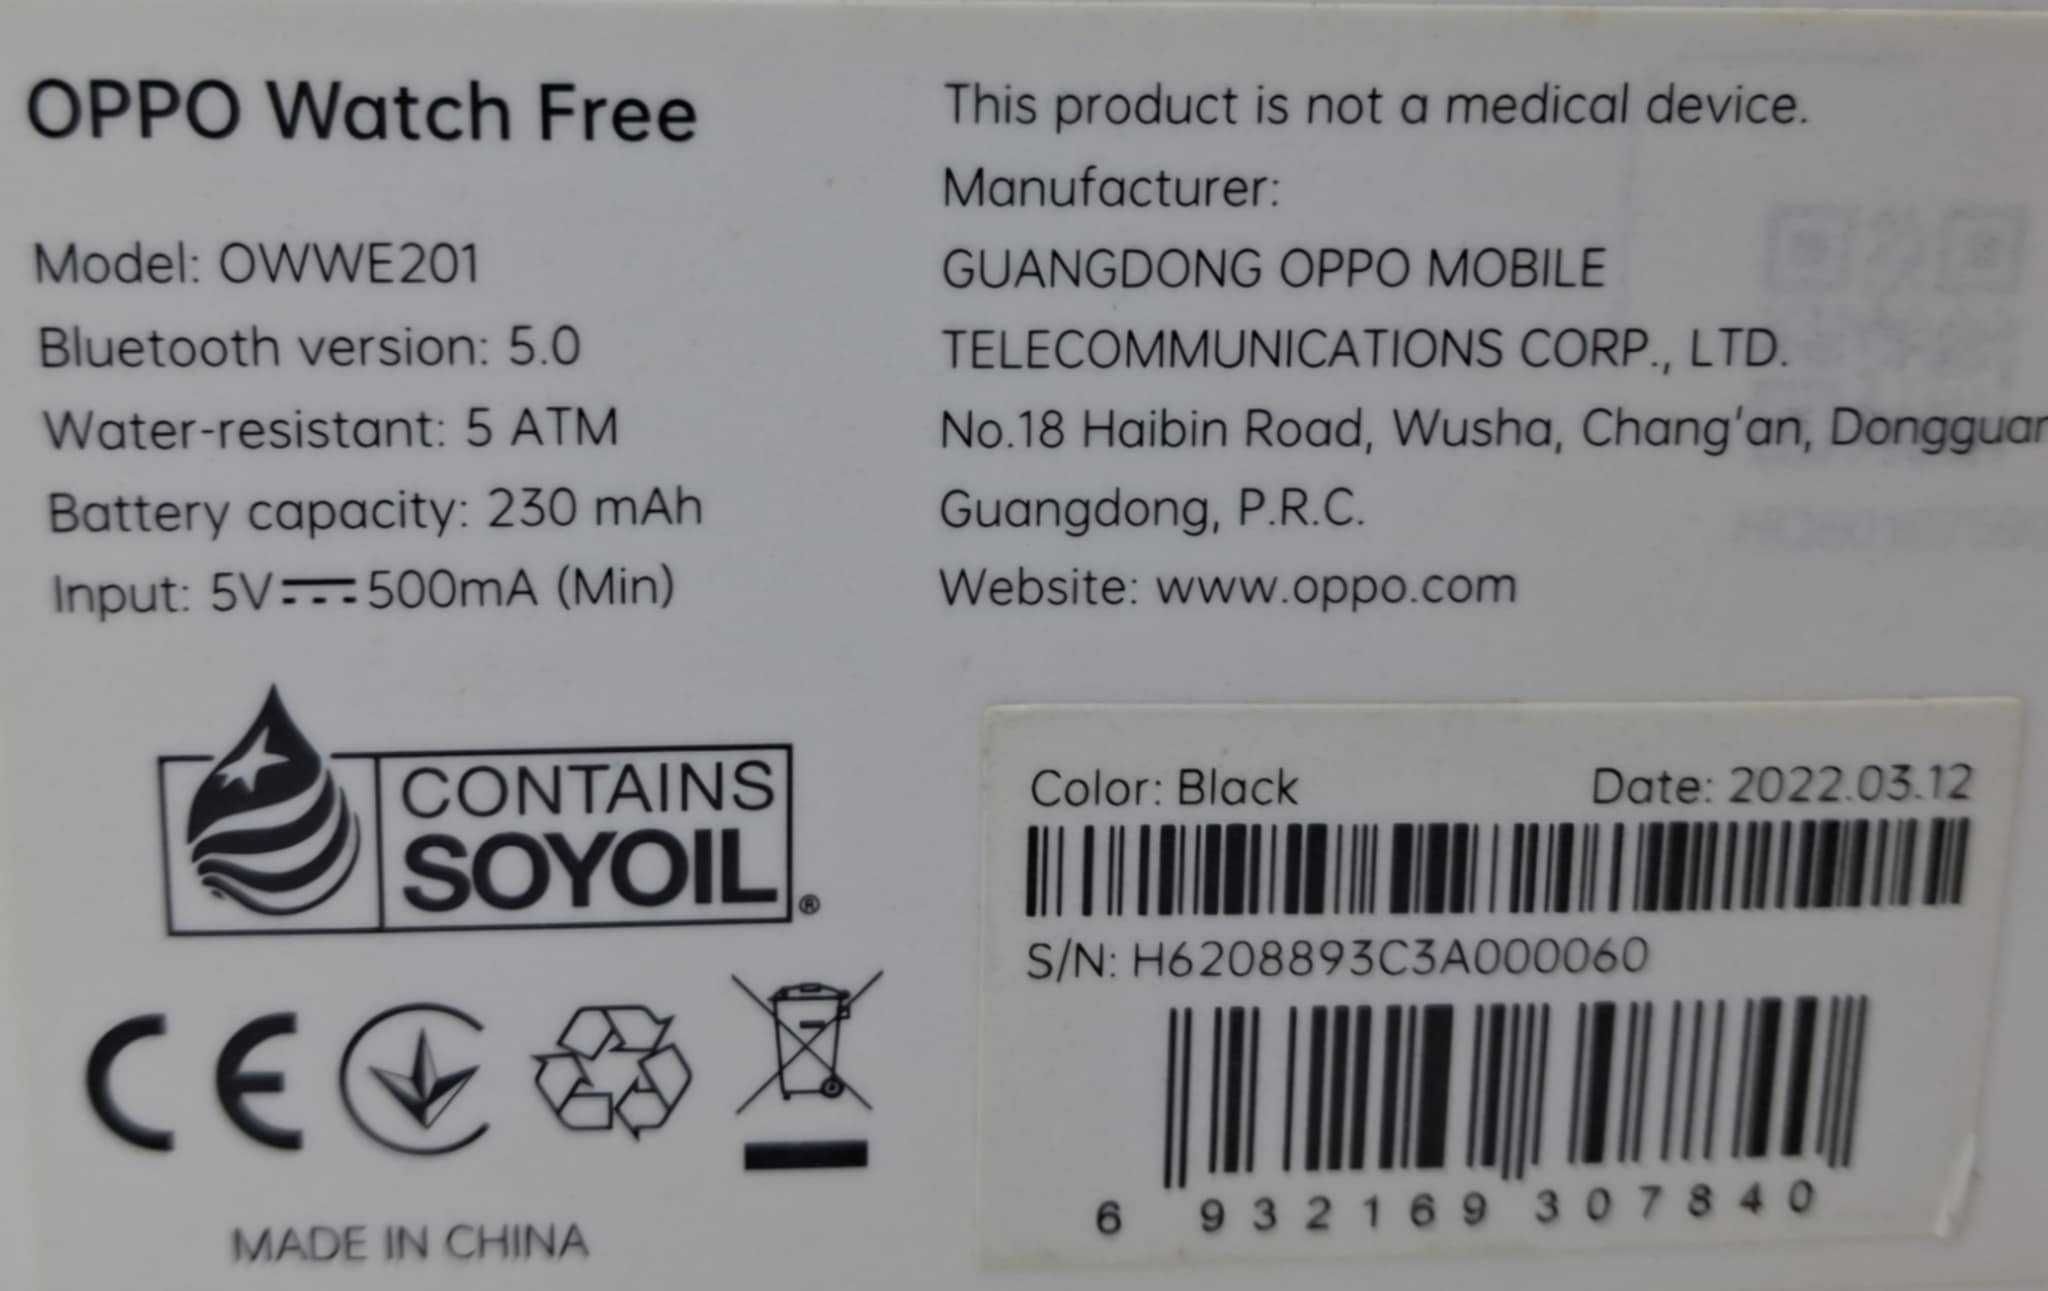 OPPO Watch Free
Model: OWWE201
Bluetooth version: 5.0
Water-resistant: 5 ATM
Battery capacity: 230 mAh
Input: 5V⎓500mA (Min)
This product is not a medical device.
Manufacturer:
GUANGDONG OPPO MOBILE
TELECOMMUNICATIONS CORP., LTD.
No.18 Haibin Road, Wusha, Chang'an, Dongguan
Guangdong, P.R.C.
Website: www.oppo.com
CONTAINS
SOYOIL®
CE
MADE IN CHINA
Color: Black Date: 2022.03.12
S/N: H6208893C3A000060
6 932169 307840